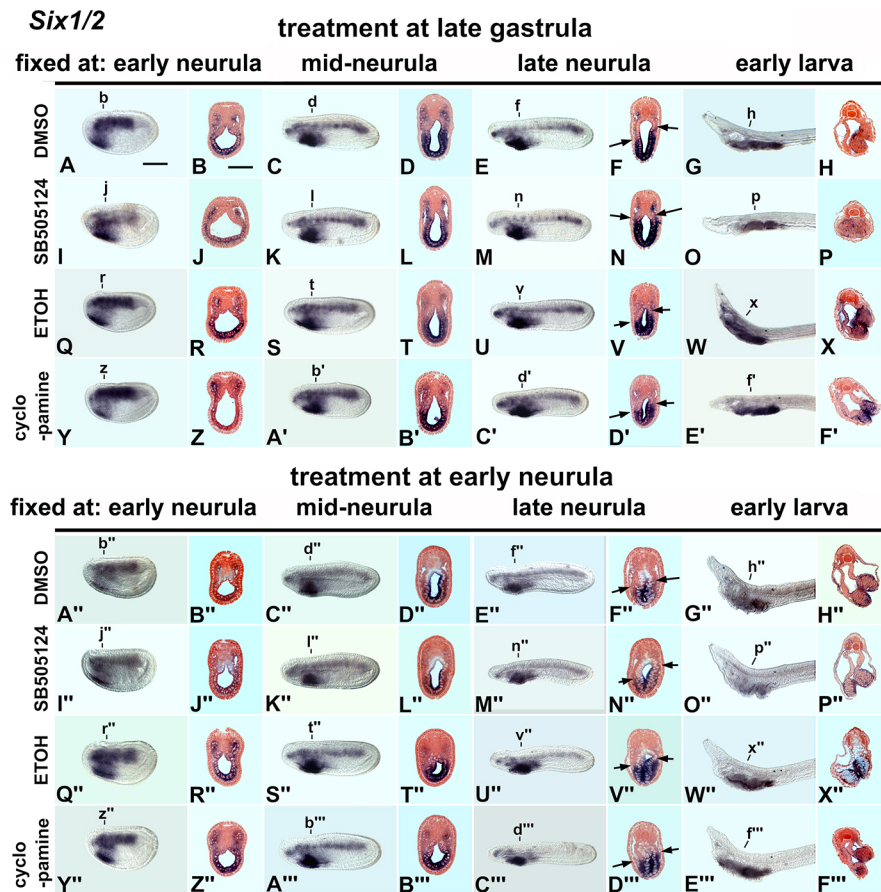 Six1/2
treatment at late gastrula
fixed at: early neurula mid-neurula late neurula early larva
DMSO
b d f h
A B C D E F G H
SB505124
j l n p
I J K L M N O P
ETOH
r t v x
Q R S T U V W X
cyclo
-pamine
z b' d' f'
Y Z A' B' C' D' E' F'
treatment at early neurula
fixed at: early neurula mid-neurula late neurula early larva
DMSO
b'' d'' f'' h''
A'' B'' C'' D'' E'' F'' G'' H''
SB505124
j'' l'' n'' p''
I'' J'' K'' L'' M'' N'' O'' P''
ETOH
r'' t'' v'' x''
Q'' R'' S'' T'' U'' V'' W'' X''
cyclo
-pamine
z'' b''' d''' f'''
Y'' Z'' A''' B''' C''' D''' E''' F'''